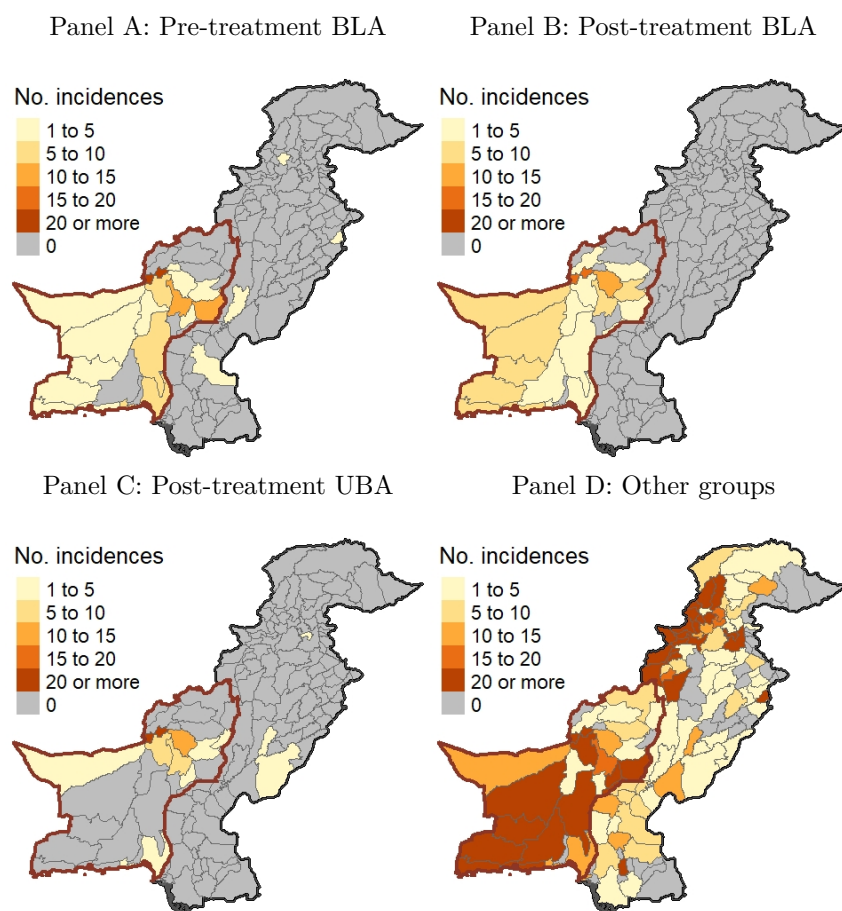 Panel A: Pre-treatment BLA
No. incidences
1 to 5
5 to 10
10 to 15
15 to 20
20 or more
0
Panel B: Post-treatment BLA
No. incidences
1 to 5
5 to 10
10 to 15
15 to 20
20 or more
0
Panel C: Post-treatment UBA
No. incidences
1 to 5
5 to 10
10 to 15
15 to 20
20 or more
0
Panel D: Other groups
No. incidences
1 to 5
5 to 10
10 to 15
15 to 20
20 or more
0